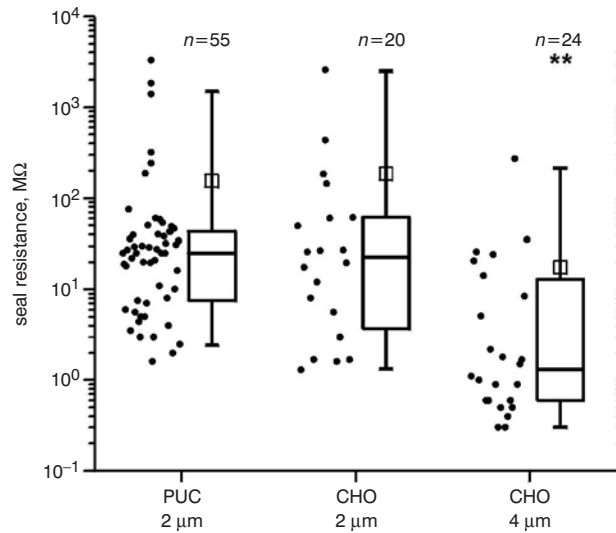 n=55 n=20 n=24
**
10⁴
10³
10²
10¹
10⁰
10⁻¹
seal resistance, MΩ
PUC CHO CHO
2 μm 2 μm 4 μm